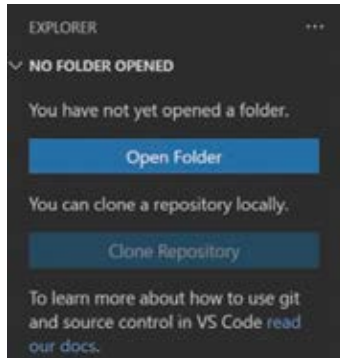 EXPLORER
NO FOLDER OPENED
You have not yet opened a folder.
Open Folder
You can clone a repository locally.
Clone Repository
To learn more about how to use git
and source control in VS Code read
our docs.